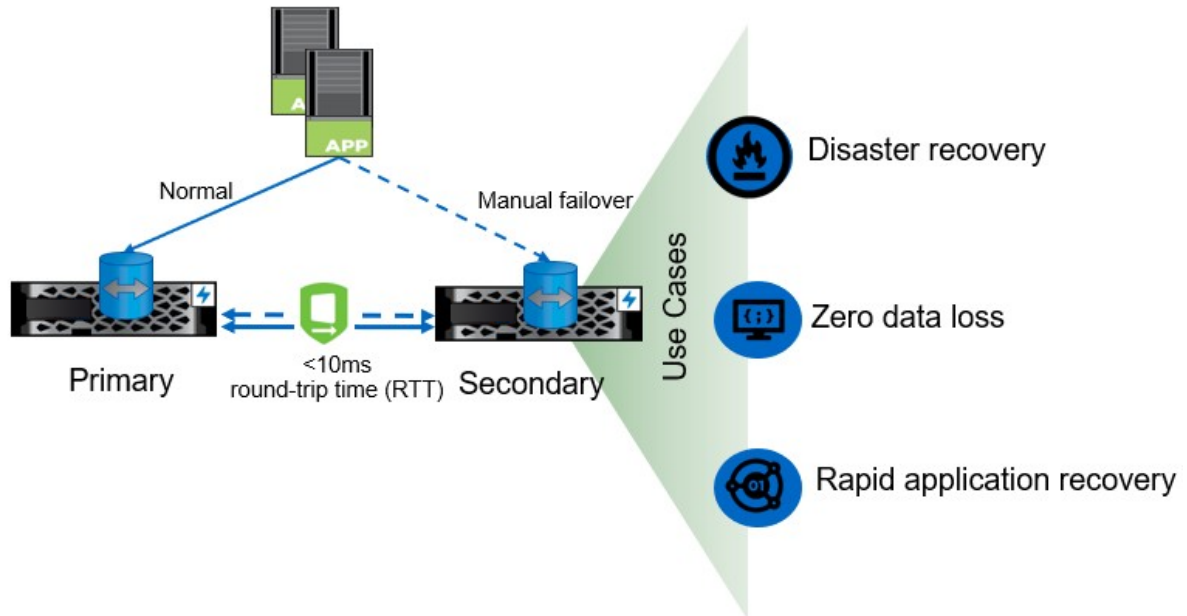 A
APP
Normal
Manual failover
Primary
<10ms
round-trip time (RTT)
Secondary
Use Cases
Disaster recovery
{;}
Zero data loss
01
Rapid application recovery